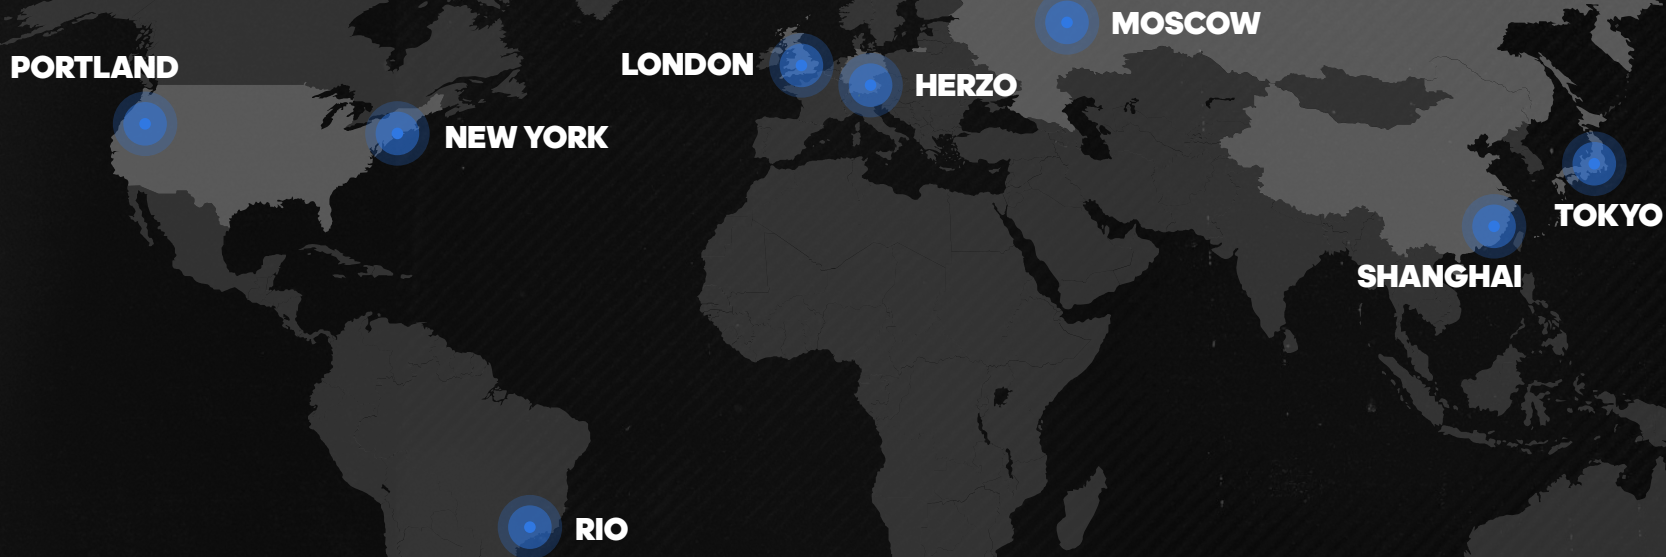 MOSCOW
PORTLAND
LONDON
HERZO
NEW YORK
TOKYO
SHANGHAI
RIO